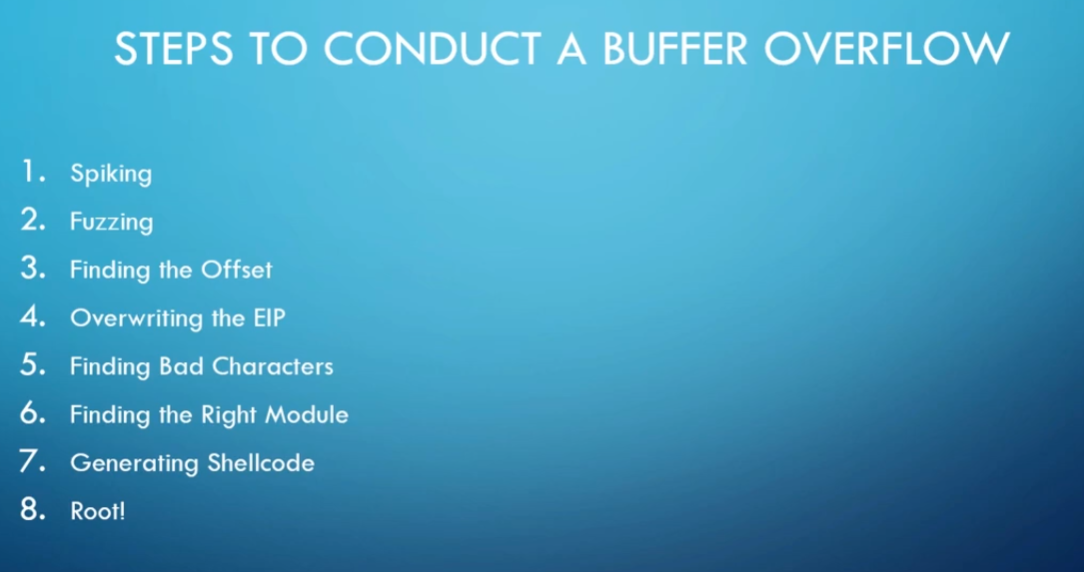 STEPS TO CONDUCT A BUFFER OVERFLOW
1. Spiking
2. Fuzzing
3. Finding the Offset
4. Overwriting the EIP
5. Finding Bad Characters
6. Finding the Right Module
7. Generating Shellcode
8. Root!